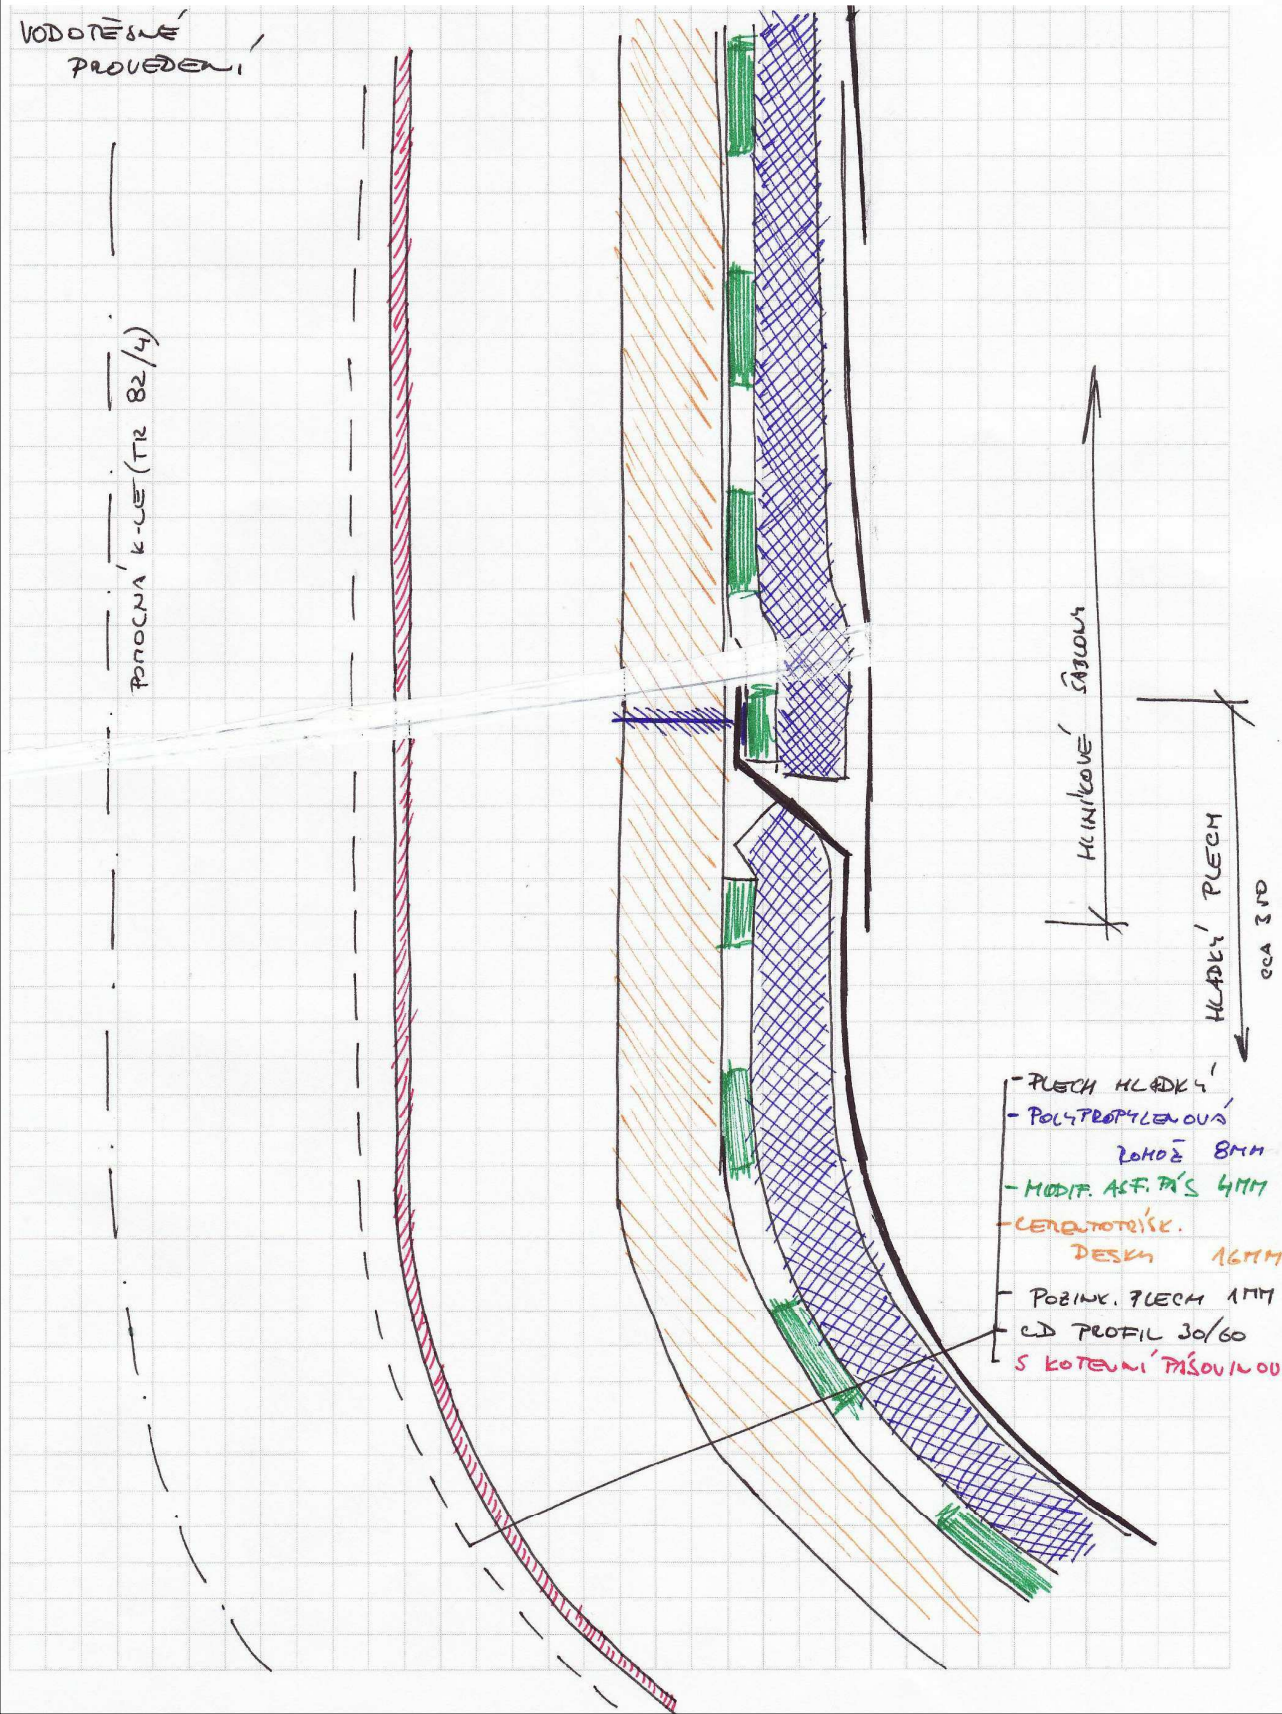 VODOTĚSNÉ
PROVEDENÍ
POMOCNÁ K-CE (TR 82/4)
HLINÍKOVÉ ŠABLONY
HLADKÝ PLECH
CCA 3 M
- PLECH HLADKÝ
- POLYPROPYLENOVÁ
ROHOŽ 8MM
- MODIF. ASF. PÁS 4MM
- CEMENTOTŘÍSK.
DESKY 16MM
- POZINK. PLECH 1MM
- CD PROFIL 30/60
S KOTEVNÍ PÁSOVINOU